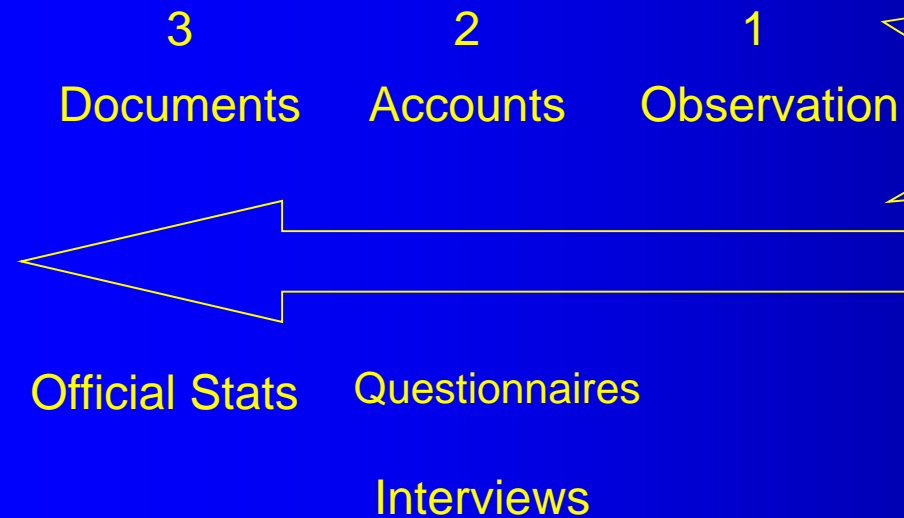 3 2 1
Documents Accounts Observation
Official Stats Questionnaires
Interviews